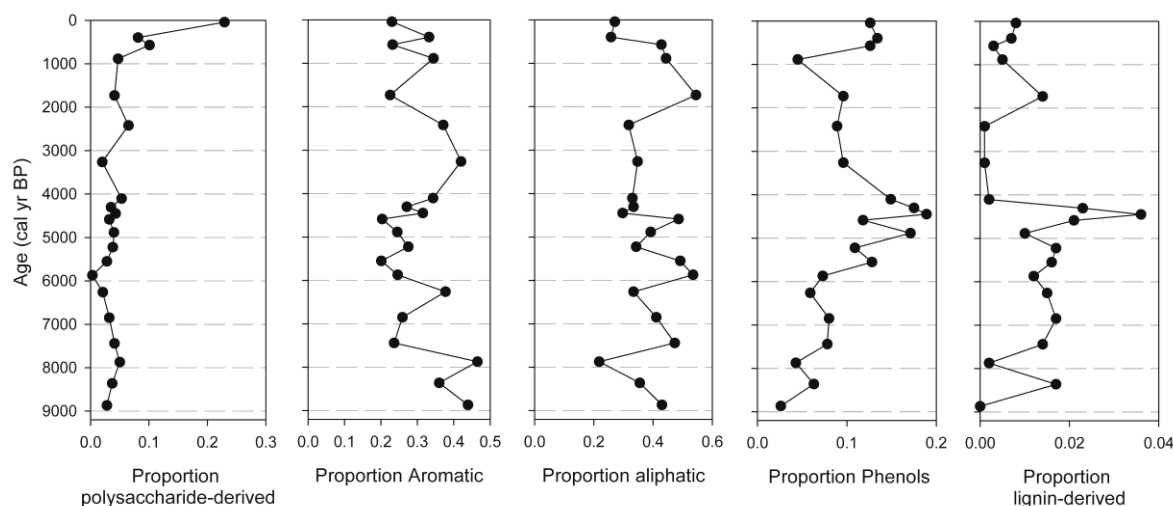 Age (cal yr BP)
0
1000
2000
3000
4000
5000
6000
7000
8000
9000
0.0 0.1 0.2 0.3
Proportion
polysaccharide-derived
0.0 0.1 0.2 0.3 0.4 0.5
Proportion Aromatic
0.0 0.2 0.4 0.6
Proportion aliphatic
0.0 0.1 0.2
Proportion Phenols
0.00 0.02 0.04
Proportion
lignin-derived